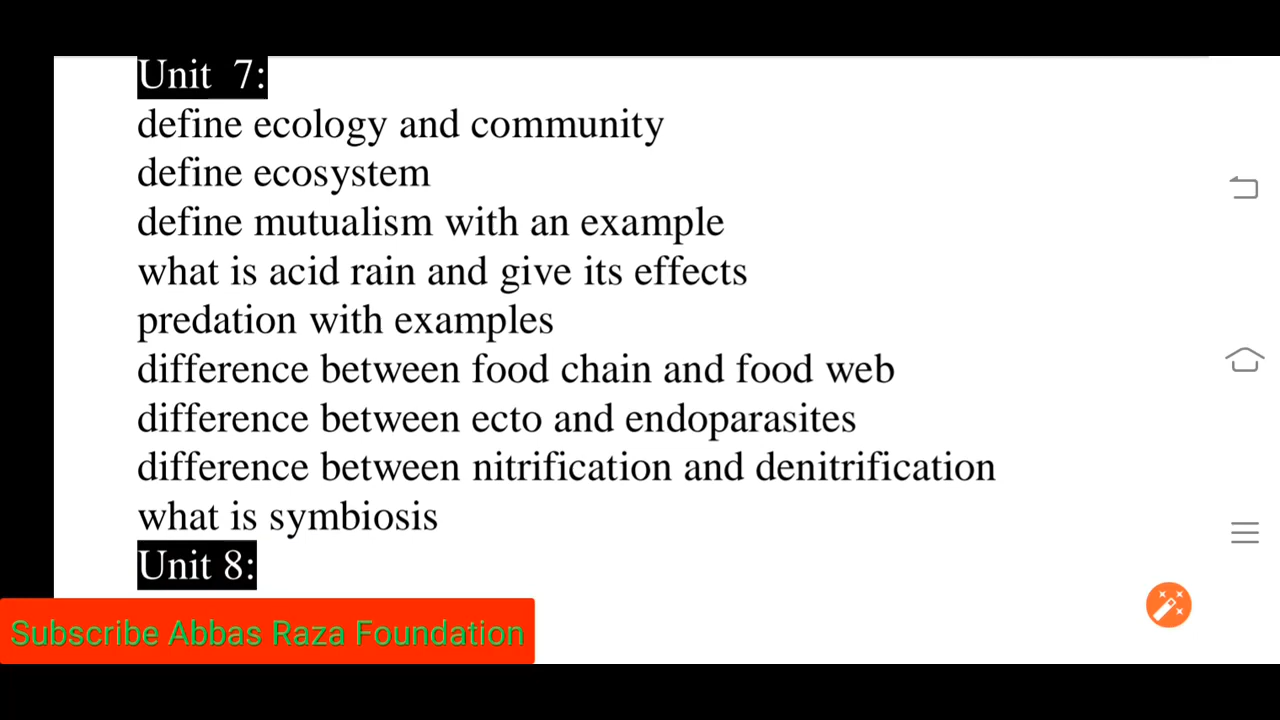 Unit 7:
define ecology and community
define ecosystem
define mutualism with an example
what is acid rain and give its effects
predation with examples
difference between food chain and food web
difference between ecto and endoparasites
difference between nitrification and denitrification
what is symbiosis
Unit 8:
Subscribe Abbas Raza Foundation